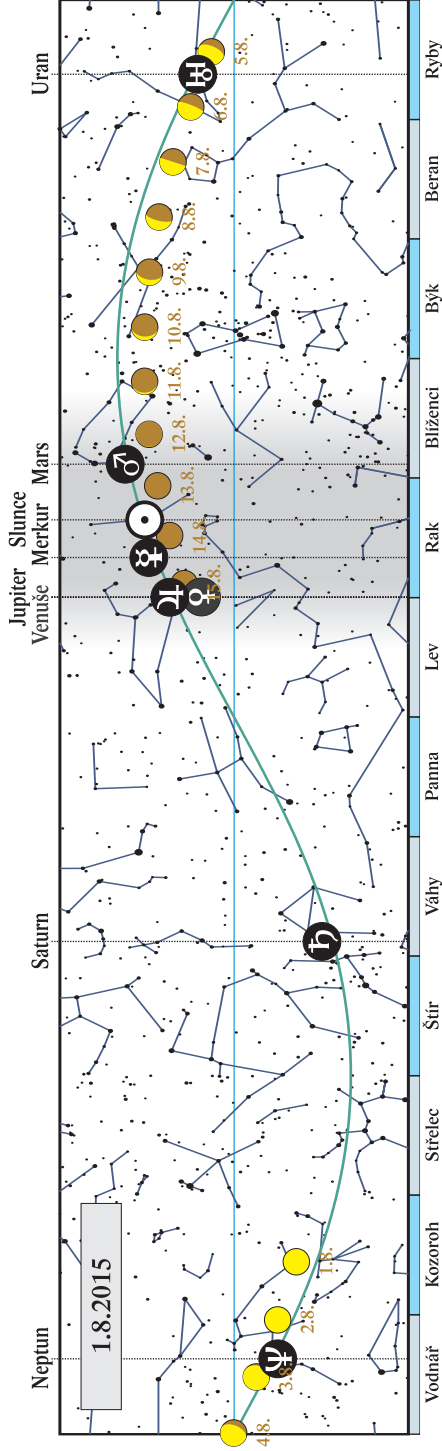 Neptun Saturn Jupiter Slunce Uran
Venuše Merkur Mars
1.8.2015
4.8. 3.8. 2.8. 1.8. 15.8. 14.8. 13.8. 12.8. 11.8. 10.8. 9.8. 8.8. 7.8. 6.8. 5.8.
Vodnář Kozoroh Střelec Štír Váhy Panna Lev Rak Blíženci Býk Beran Ryby